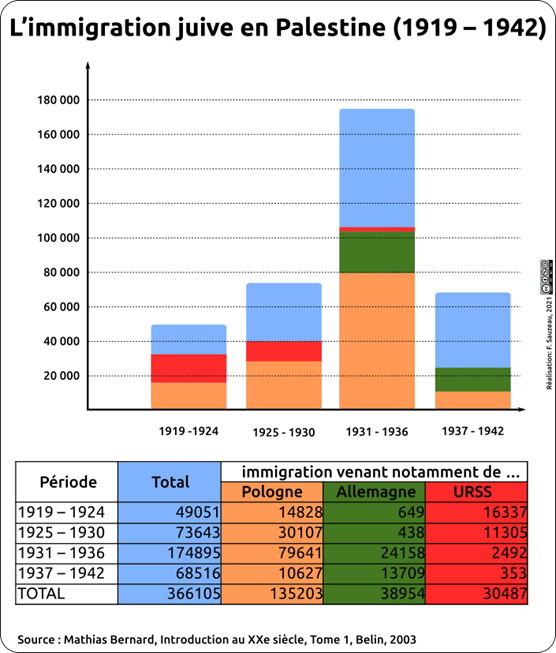 L’immigration juive en Palestine (1919 – 1942)
180 000
160 000
140 000
120 000
100 000
80 000
60 000
40 000
20 000
1919 -1924
1925 - 1930
1931 - 1936
1937 - 1942
Réalisation: F. Sauzeau, 2021
Période
Total
immigration venant notamment de ...
Pologne Allemagne URSS
1919 – 1924 49051 14828 649 16337
1925 – 1930 73643 30107 438 11305
1931 – 1936 174895 79641 24158 2492
1937 – 1942 68516 10627 13709 353
TOTAL 366105 135203 38954 30487
Source : Mathias Bernard, Introduction au XXe siècle, Tome 1, Belin, 2003